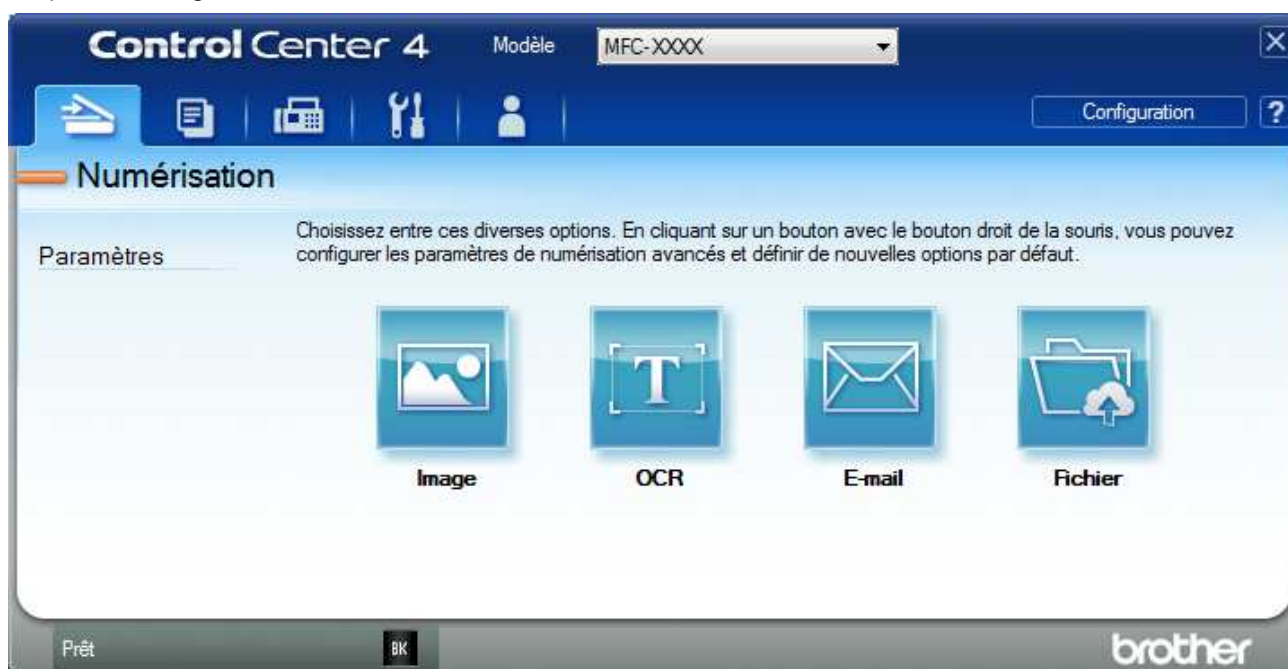 Control Center 4 Modèle MFC-XXXX X
Configuration ?
Numérisation
Choisissez entre ces diverses options. En cliquant sur un bouton avec le bouton droit de la souris, vous pouvez
Paramètres configurer les paramètres de numérisation avancés et définir de nouvelles options par défaut.
T
Image OCR E-mail Fichier
Prêt BK brother